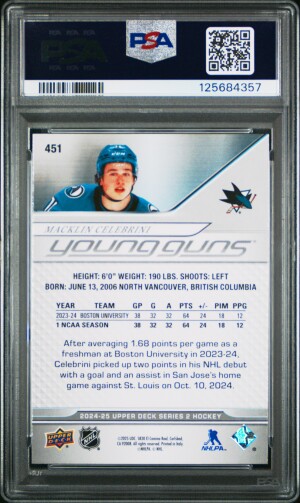 PSA
125684357
451
MACKLIN CELEBRINI
young guns
HEIGHT: 6'0" WEIGHT: 190 LBS. SHOOTS: LEFT
BORN: JUNE 13, 2006 NORTH VANCOUVER, BRITISH COLUMBIA
YEAR TEAM GP G A PTS +/- PIM PPG
2023-24 BOSTON UNIVERSITY 38 32 32 64 24 18 12
1 NCAA SEASON 38 32 32 64 24 18 12
After averaging 1.68 points per game as a
freshman at Boston University in 2023-24,
Celebrini picked up two points in his NHL debut
with a goal and an assist in San Jose's home
game against St. Louis on Oct. 10, 2024.
2024-25 UPPER DECK SERIES 2 HOCKEY
UPPER DECK
NHL
NHLPA